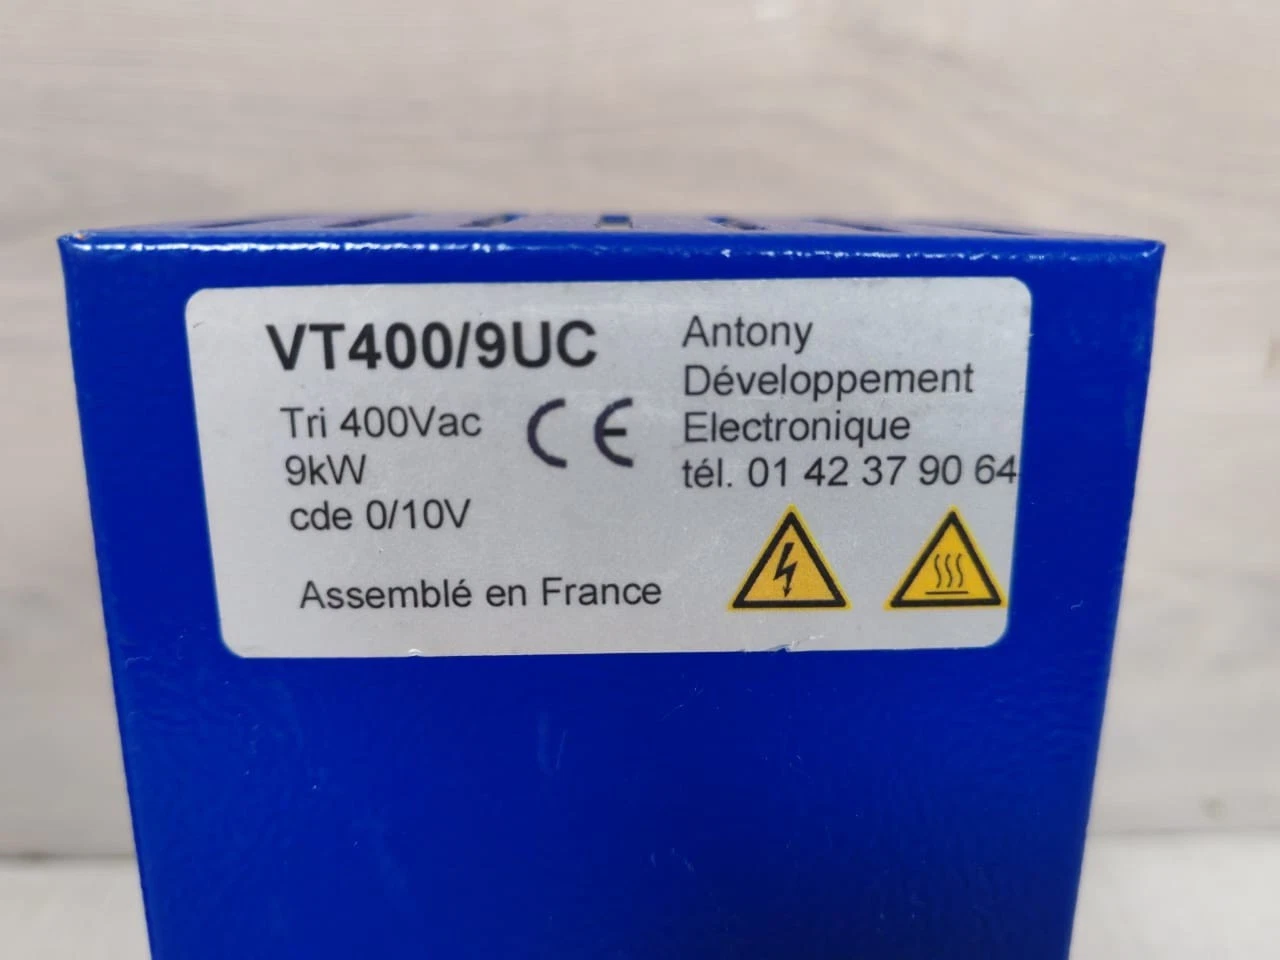 VT400/9UC
Tri 400Vac
9kW
cde 0/10V
CE
Assemblé en France
Antony
Développement
Electronique
tél. 01 42 37 90 64